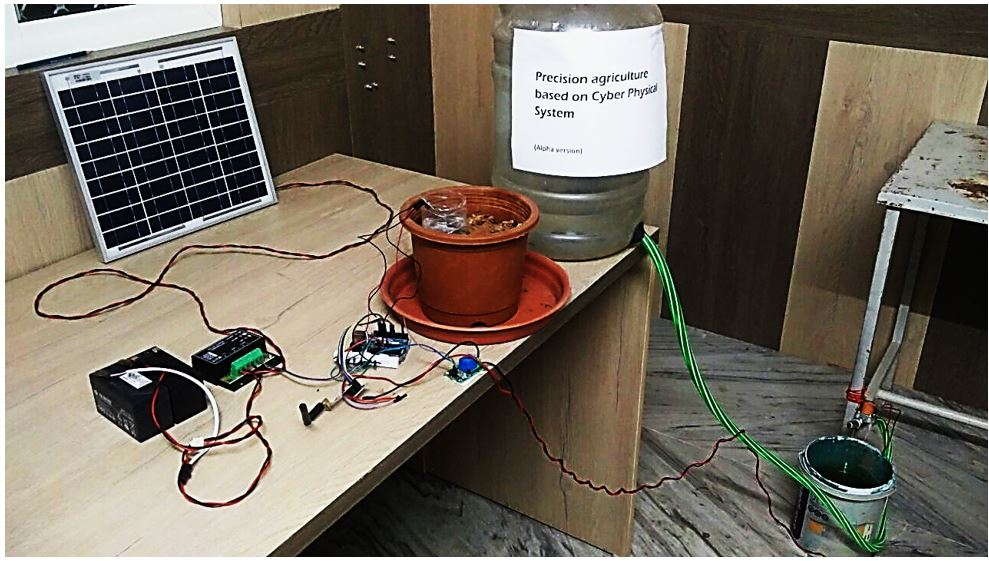 Precision agriculture
based on Cyber Physical
System
(Alpha version)